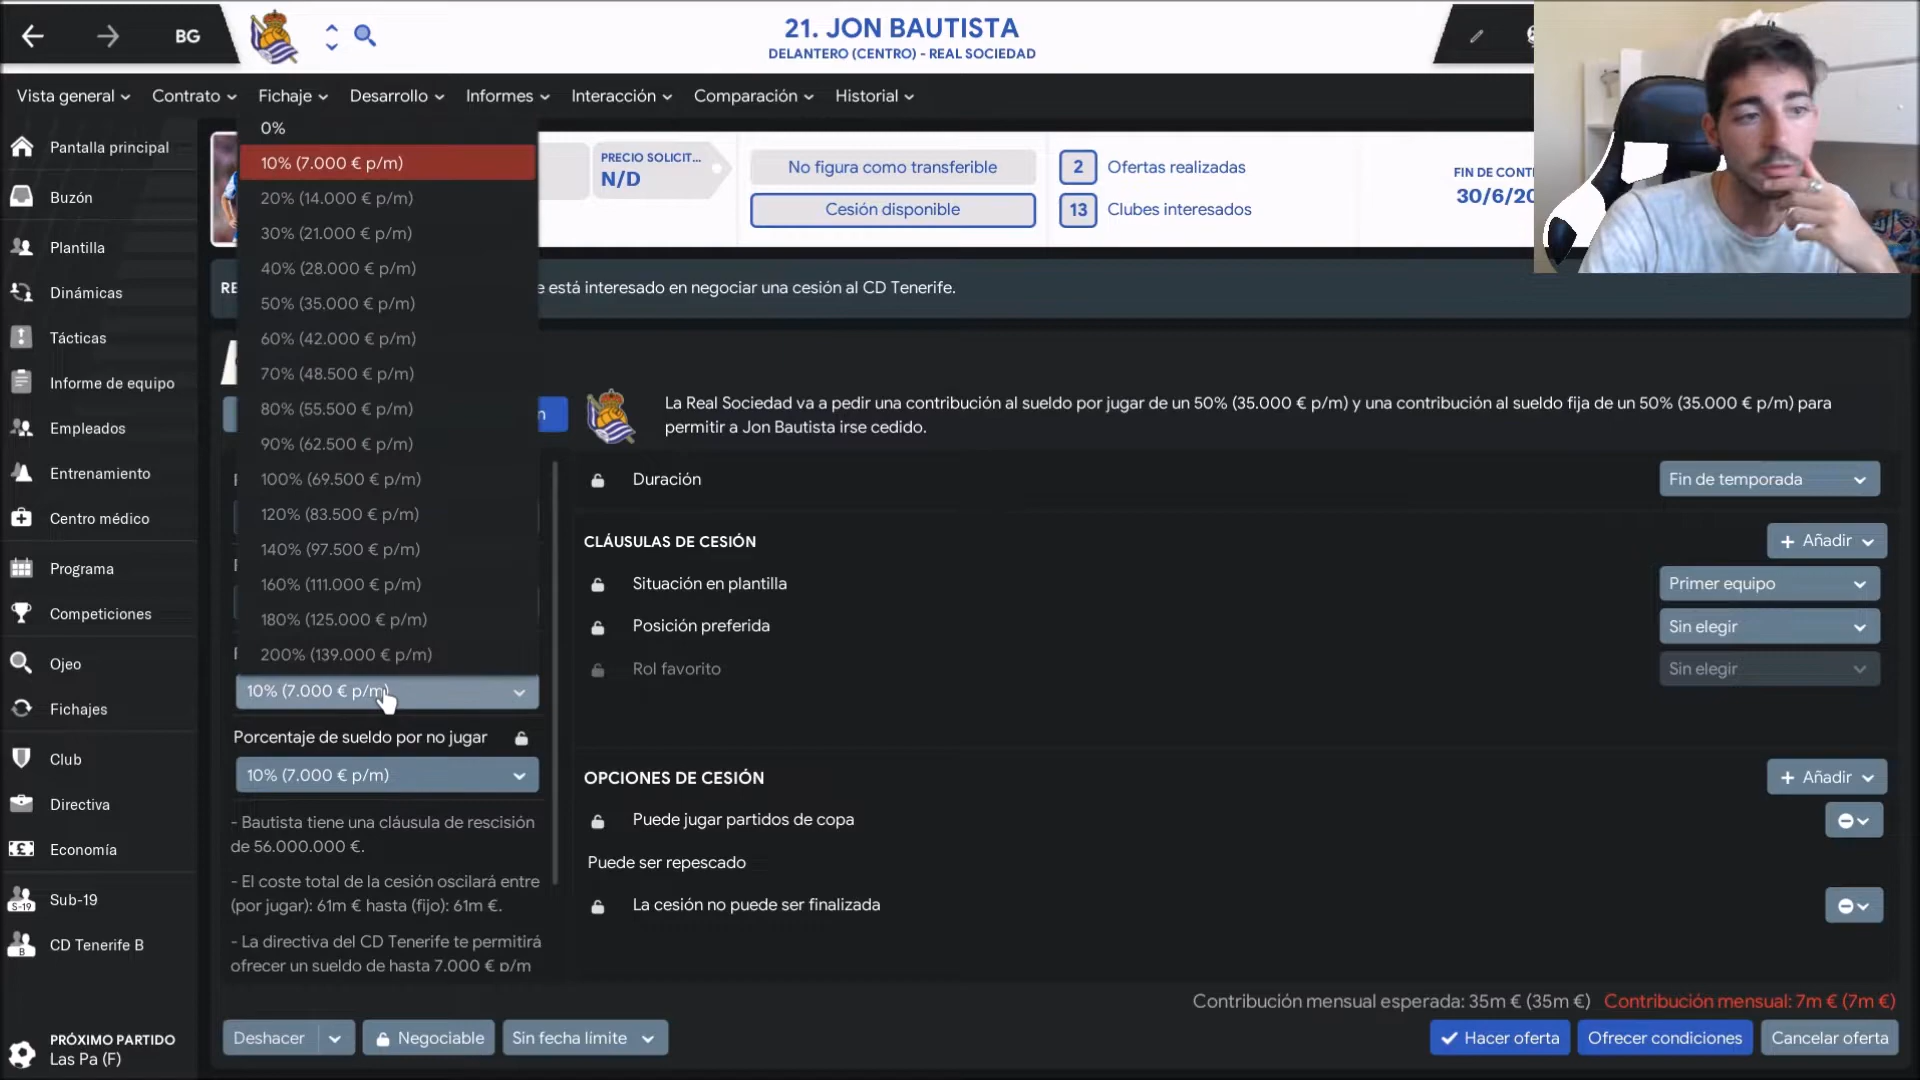 BG
21. JON BAUTISTA
DELANTERO (CENTRO) - REAL SOCIEDAD
Vista general
Contrato
Fichaje
Desarrollo
Informes
Interacción
Comparación
Historial
Pantalla principal
Buzón
Plantilla
Dinámicas
Tácticas
Informe de equipo
Empleados
Entrenamiento
Centro médico
Programa
Competiciones
Ojeo
Fichajes
Club
Directiva
Economía
S-19
Sub-19
B
CD Tenerife B
PRÓXIMO PARTIDO
Las Pa (F)
0%
10% (7.000 € p/m)
20% (14.000 € p/m)
30% (21.000 € p/m)
40% (28.000 € p/m)
50% (35.000 € p/m)
60% (42.000 € p/m)
70% (48.500 € p/m)
80% (55.500 € p/m)
90% (62.500 € p/m)
100% (69.500 € p/m)
120% (83.500 € p/m)
140% (97.500 € p/m)
160% (111.000 € p/m)
180% (125.000 € p/m)
200% (139.000 € p/m)
10% (7.000 € p/m)
Porcentaje de sueldo por no jugar
10% (7.000 € p/m)
- Bautista tiene una cláusula de rescisión
de 56.000.000 €.
- El coste total de la cesión oscilará entre
(por jugar): 61m € hasta (fijo): 61m €.
- La directiva del CD Tenerife te permitirá
ofrecer un sueldo de hasta 7.000 € p/m
PRECIO SOLICIT...
N/D
No figura como transferible
Cesión disponible
2 Ofertas realizadas
13 Clubes interesados
FIN DE CONT
30/6/20
RE
e está interesado en negociar una cesión al CD Tenerife.
La Real Sociedad va a pedir una contribución al sueldo por jugar de un 50% (35.000 € p/m) y una contribución al sueldo fija de un 50% (35.000 € p/m) para
permitir a Jon Bautista irse cedido.
Duración
Fin de temporada
CLÁUSULAS DE CESIÓN
+ Añadir
Situación en plantilla
Primer equipo
Posición preferida
Sin elegir
Rol favorito
Sin elegir
OPCIONES DE CESIÓN
+ Añadir
Puede jugar partidos de copa
Puede ser repescado
La cesión no puede ser finalizada
Contribución mensual esperada: 35m € (35m €)
Contribución mensual: 7m € (7m €)
Deshacer
Negociable
Sin fecha límite
Hacer oferta
Ofrecer condiciones
Cancelar oferta